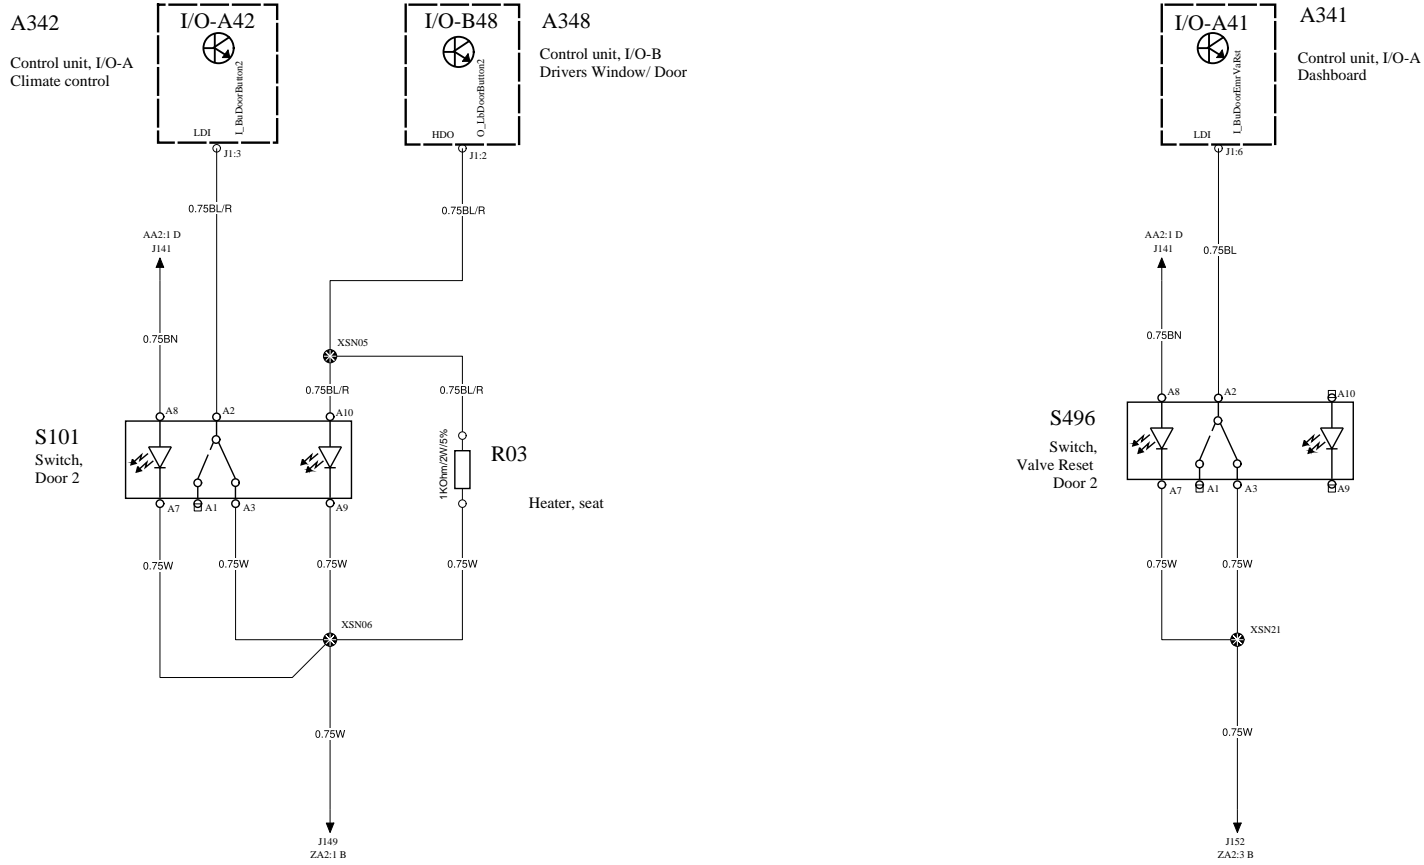 A342
Control unit, I/O-A
Climate control
I/O-A42
I_BuDoorButton2
LDI
J1:3
I/O-B48
O_LbDoorButton2
HDO
J1:2
A348
Control unit, I/O-B
Drivers Window/ Door
I/O-A41
I_BuDoorEmrVaRst
LDI
J1:6
A341
Control unit, I/O-A
Dashboard
0.75BL/R
0.75BL/R
AA2:1 D
J141
0.75BN
XSN05
0.75BL/R
0.75BL/R
A8
A2
A10
S101
Switch,
Door 2
A7
A1
A3
A9
1KOhm/2W/5%
R03
Heater, seat
0.75W
0.75W
0.75W
0.75W
XSN06
0.75W
J149
ZA2:1 B
AA2:1 D
J141
0.75BL
0.75BN
A8
A2
A10
S496
Switch,
Valve Reset
Door 2
A7
A1
A3
A9
0.75W
0.75W
XSN21
0.75W
J152
ZA2:3 B